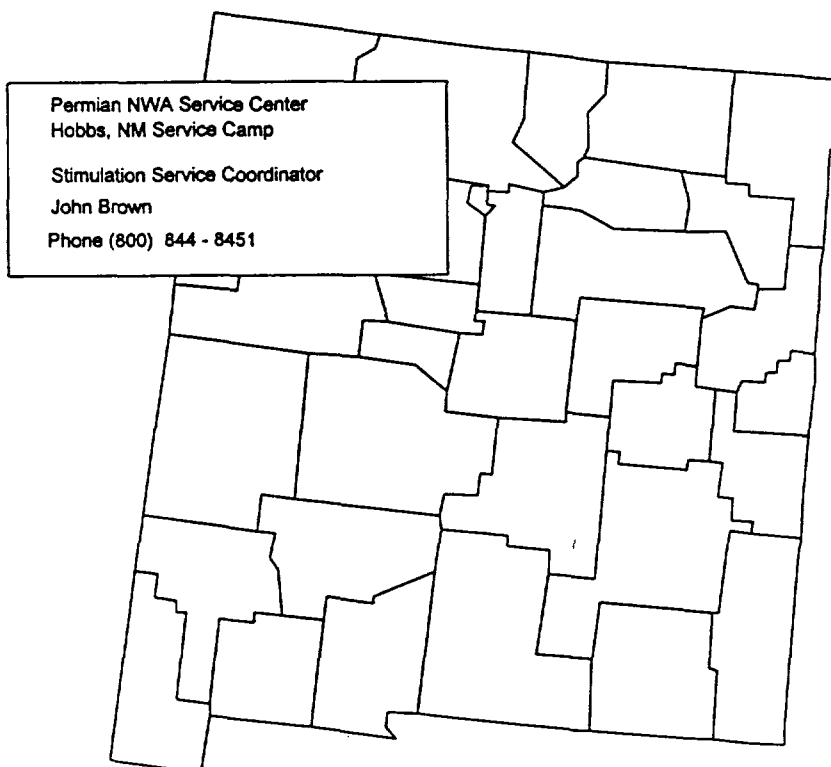 Permian NWA Service Center
Hobbs, NM Service Camp
Stimulation Service Coordinator
John Brown
Phone (800) 844 - 8451